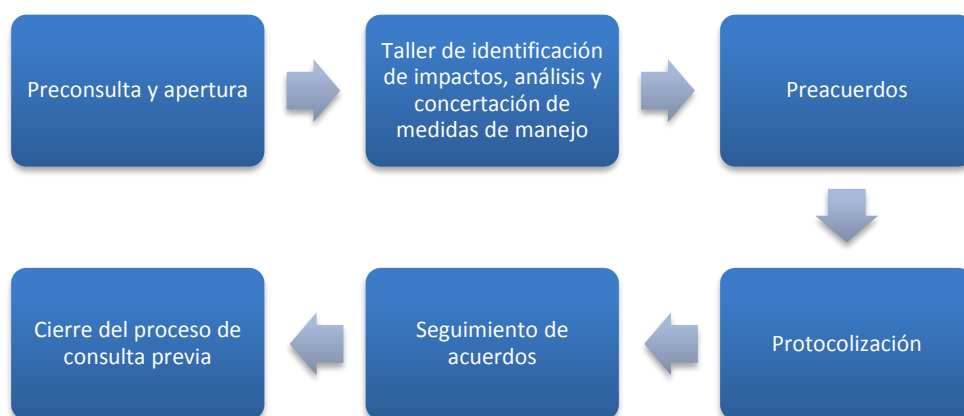 Preconsulta y apertura
Taller de identificación
de impactos, análisis y
concertación de
medidas de manejo
Preacuerdos
Protocolización
Seguimiento de
acuerdos
Cierre del proceso de
consulta previa